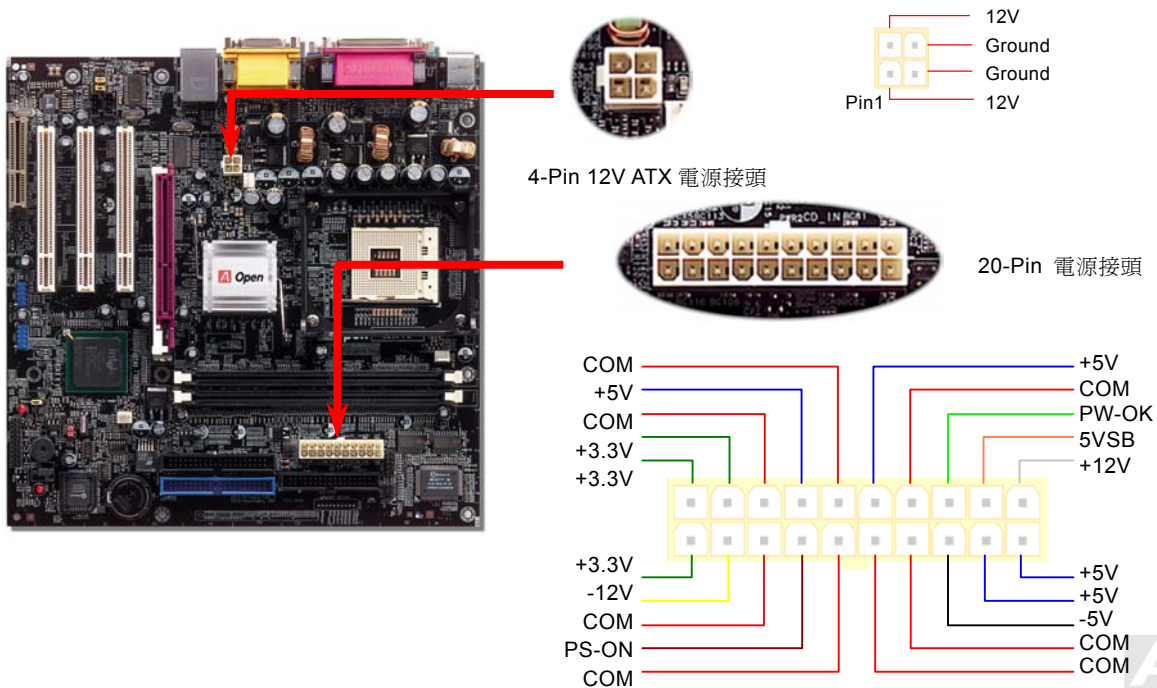 12V
Ground
Ground
Pin1
12V
4-Pin 12V ATX 電源接頭
20-Pin 電源接頭
Open
COM
+5V
COM
+3.3V
+3.3V
+5V
COM
PW-OK
5VSB
+12V
+3.3V
-12V
COM
PS-ON
COM
+5V
+5V
-5V
COM
COM